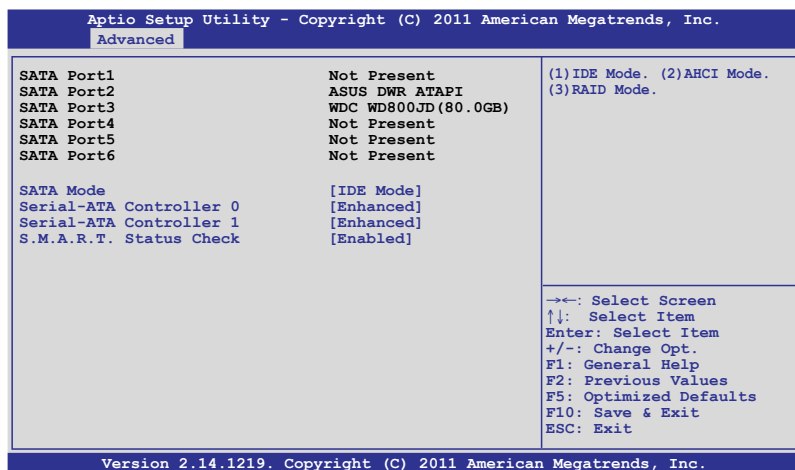 Aptio Setup Utility - Copyright (C) 2011 American Megatrends, Inc.
Advanced
SATA Port1 Not Present
SATA Port2 ASUS DWR ATAPI
SATA Port3 WDC WD800JD(80.0GB)
SATA Port4 Not Present
SATA Port5 Not Present
SATA Port6 Not Present
SATA Mode [IDE Mode]
Serial-ATA Controller 0 [Enhanced]
Serial-ATA Controller 1 [Enhanced]
S.M.A.R.T. Status Check [Enabled]
(1)IDE Mode. (2)AHCI Mode.
(3)RAID Mode.
→←: Select Screen
↑↓: Select Item
Enter: Select Item
+/-: Change Opt.
F1: General Help
F2: Previous Values
F5: Optimized Defaults
F10: Save & Exit
ESC: Exit
Version 2.14.1219. Copyright (C) 2011 American Megatrends, Inc.